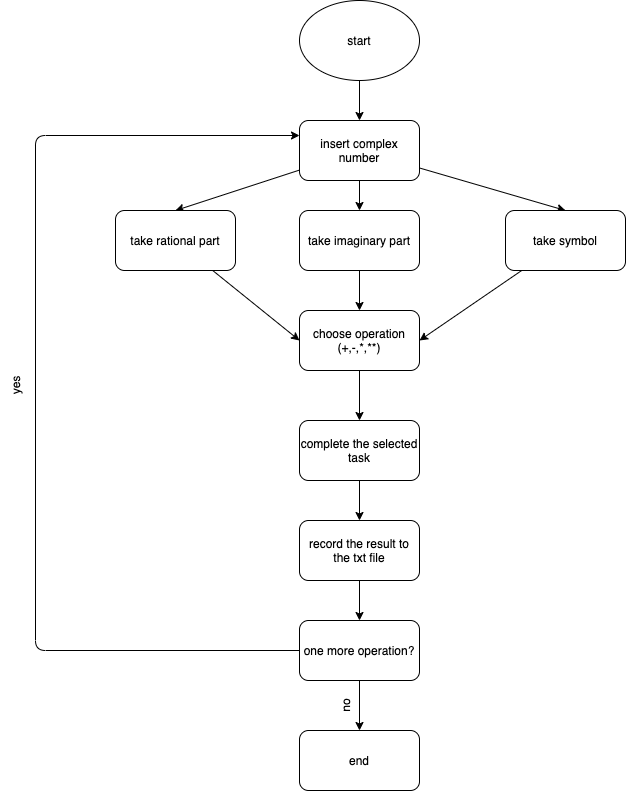 start
insert complex
number
take rational part
take imaginary part
take symbol
choose operation
(+,-,*,**)
yes
complete the selected
task
record the result to
the txt file
one more operation?
no
end